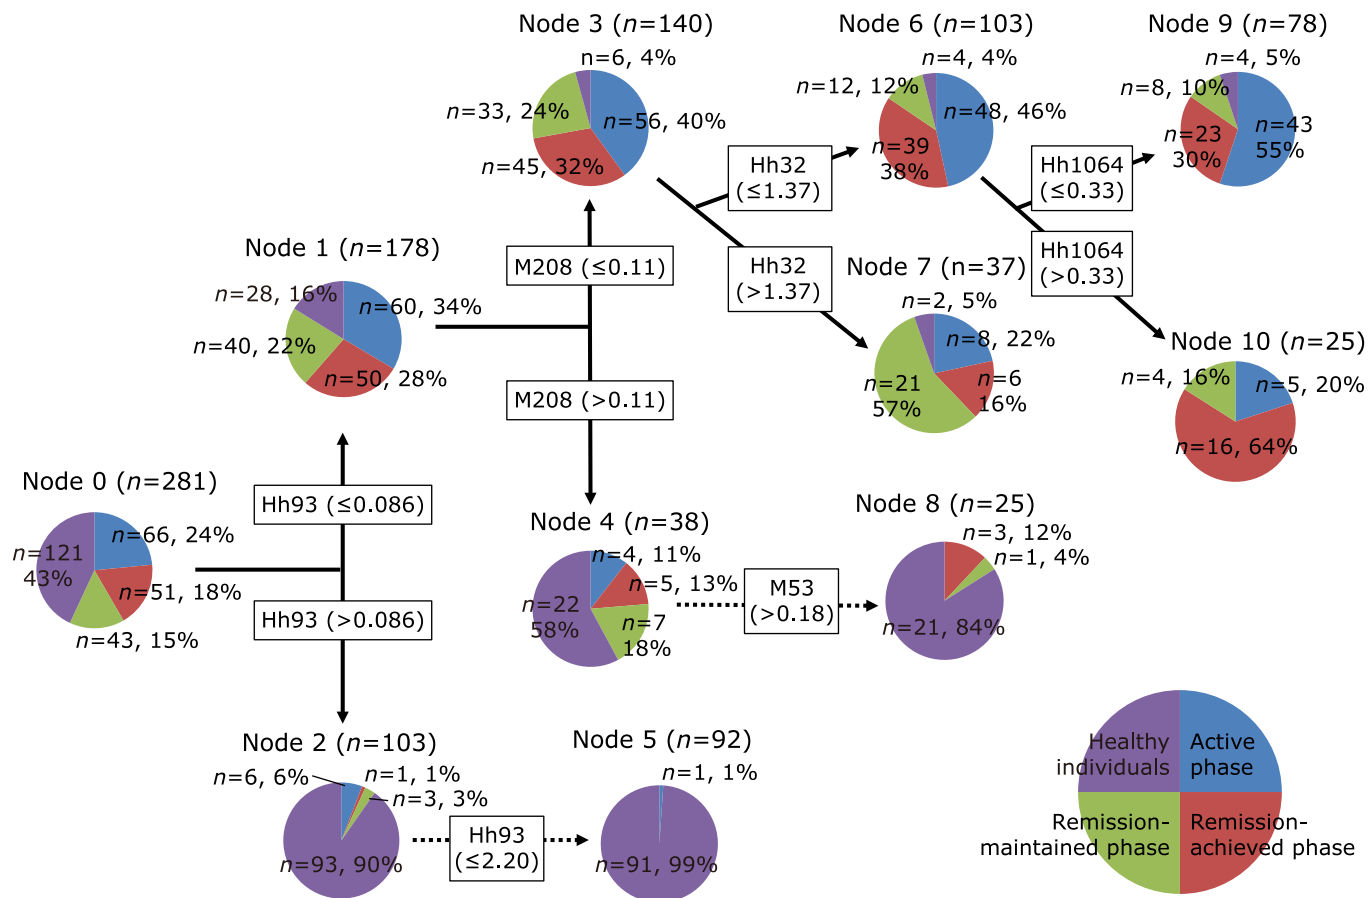 Node 3 (n=140)
n=6, 4%
n=33, 24%
n=56, 40%
n=45, 32%
Node 6 (n=103)
n=4, 4%
n=12, 12%
n=48, 46%
n=39
38%
Node 9 (n=78)
n=4, 5%
n=8, 10%
n=43
55%
n=23
30%
Hh32
(≤1.37)
Hh1064
(≤0.33)
Hh32
(>1.37)
Hh1064
(>0.33)
Node 1 (n=178)
n=28, 16%
n=60, 34%
n=40, 22%
n=50, 28%
M208 (≤0.11)
M208 (>0.11)
Node 7 (n=37)
n=2, 5%
n=8, 22%
n=21
57%
n=6
16%
Node 10 (n=25)
n=4, 16%
n=5, 20%
n=16, 64%
Node 0 (n=281)
n=66, 24%
n=121
43%
n=51, 18%
n=43, 15%
Hh93 (≤0.086)
Hh93 (>0.086)
Node 4 (n=38)
n=4, 11%
n=5, 13%
n=22
58%
n=7
18%
M53
(>0.18)
Node 8 (n=25)
n=3, 12%
n=1, 4%
n=21, 84%
Node 2 (n=103)
n=6, 6%
n=1, 1%
n=3, 3%
n=93, 90%
Hh93
(≤2.20)
Node 5 (n=92)
n=1, 1%
n=91, 99%
Healthy
individuals
Active
phase
Remission-
maintained phase
Remission-
achieved phase